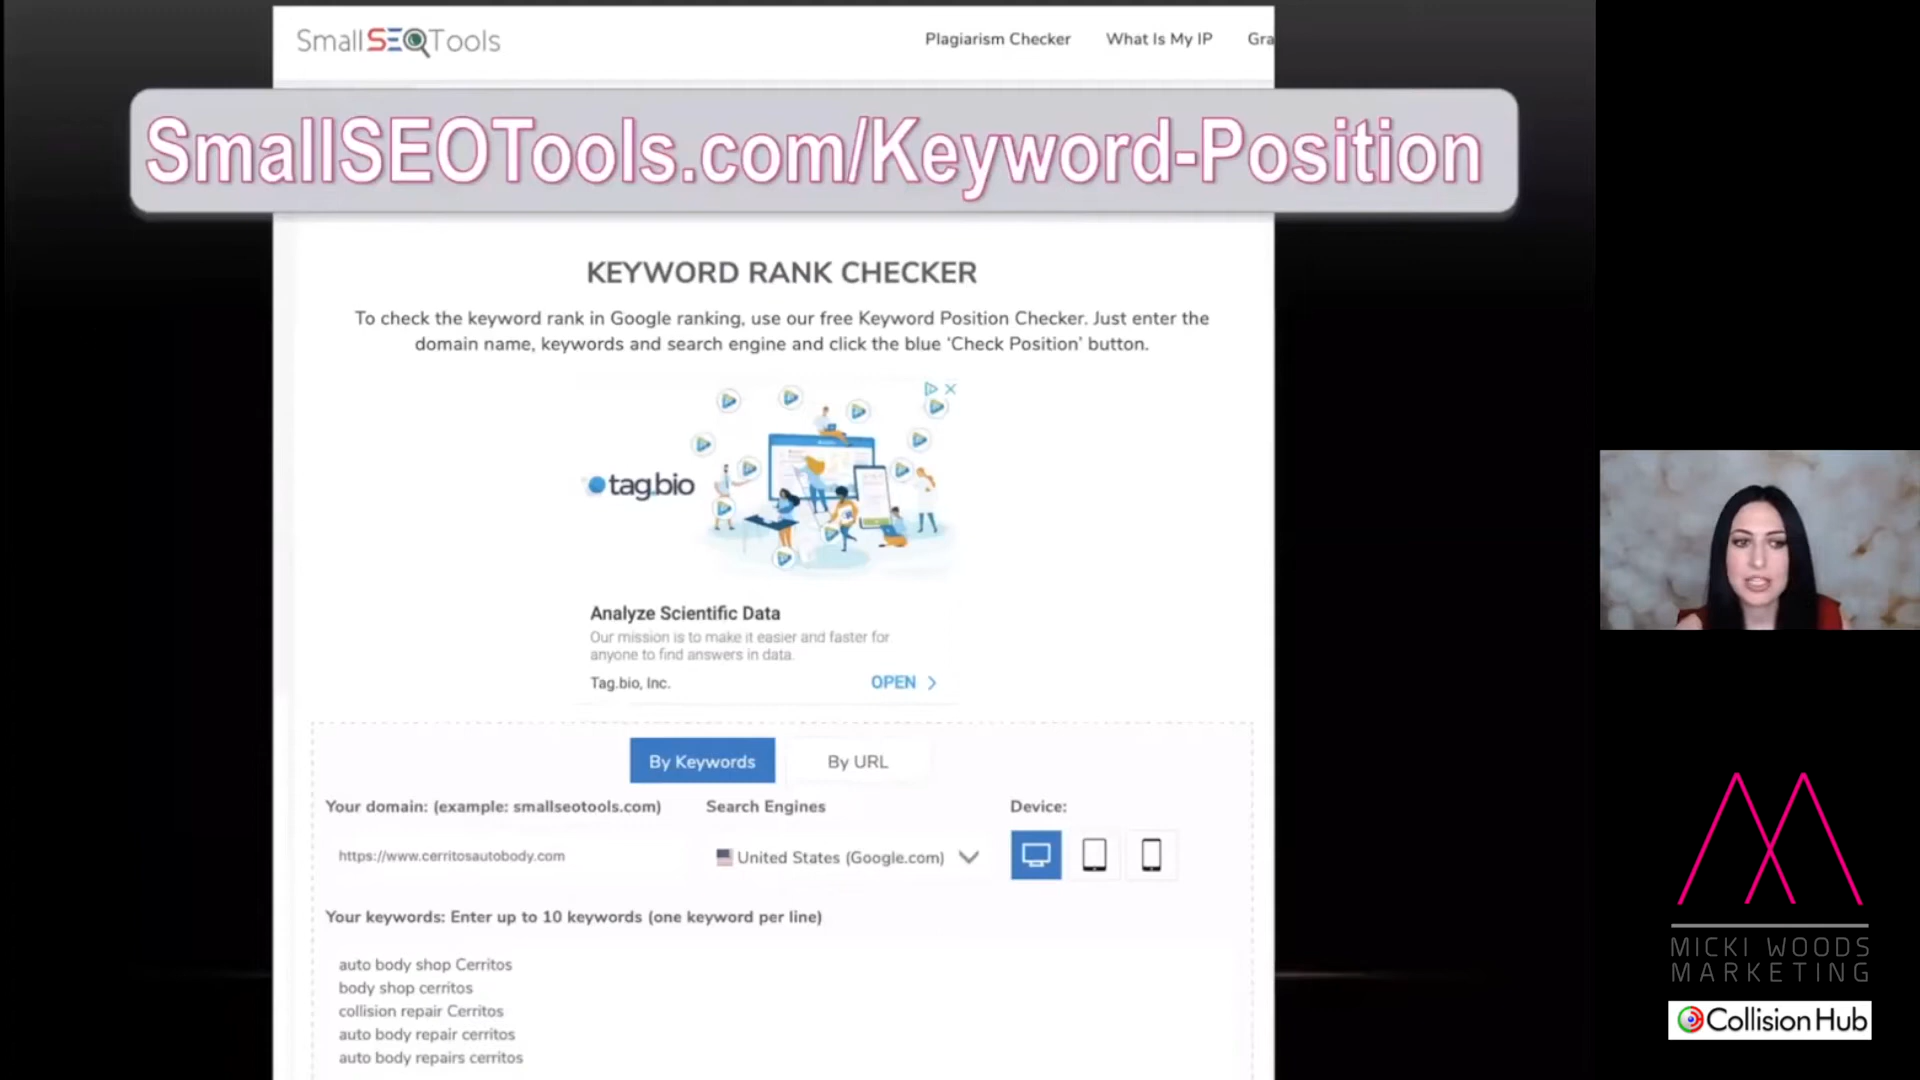 SmallSEOTools
Plagiarism Checker
What Is My IP
Gra
SmallSEOTools.com/Keyword-Position
KEYWORD RANK CHECKER
To check the keyword rank in Google ranking, use our free Keyword Position Checker. Just enter the
domain name, keywords and search engine and click the blue ‘Check Position’ button.
tag.bio
Analyze Scientific Data
Our mission is to make it easier and faster for
anyone to find answers in data.
Tag.bio, Inc.
OPEN
By Keywords
By URL
Your domain: (example: smallseotools.com)
Search Engines
Device:
https://www.cerritosautobody.com
United States (Google.com)
Your keywords: Enter up to 10 keywords (one keyword per line)
auto body shop Cerritos
body shop cerritos
collision repair Cerritos
auto body repair cerritos
auto body repairs cerritos
MICKI WOODS
MARKETING
Collision Hub